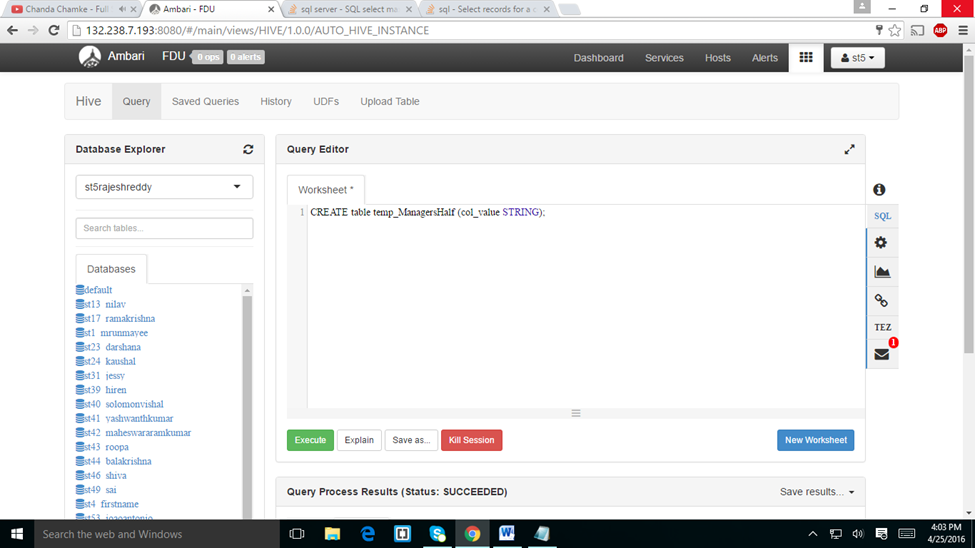 Chanda Chamke - Full
Ambari - FDU
sql server - SQL select ma
sql - Select records for a c
132.238.7.193:8080/#/main/views/HIVE/1.0.0/AUTO_HIVE_INSTANCE
ABP
Ambari FDU 0 ops 0 alerts Dashboard Services Hosts Alerts st5
Hive Query Saved Queries History UDFs Upload Table
Database Explorer
st5rajeshreddy
Search tables...
Databases
default
st13 nilay
st17 ramakrishna
st1 mrunmayee
st23 darshana
st24 kaushal
st31 jessy
st39 hiren
st40 solomonvishal
st41 yashwanthkumar
st42 maheswararamkumar
st43 roopa
st44 balakrishna
st46 shiva
st49 sai
st4 firstname
st53 joaoantonio
Query Editor
Worksheet *
1 CREATE table temp_ManagersHalf (col_value STRING);
SQL
TEZ
1
Execute Explain Save as... Kill Session New Worksheet
Query Process Results (Status: SUCCEEDED) Save results...
Search the web and Windows
4:03 PM
4/25/2016